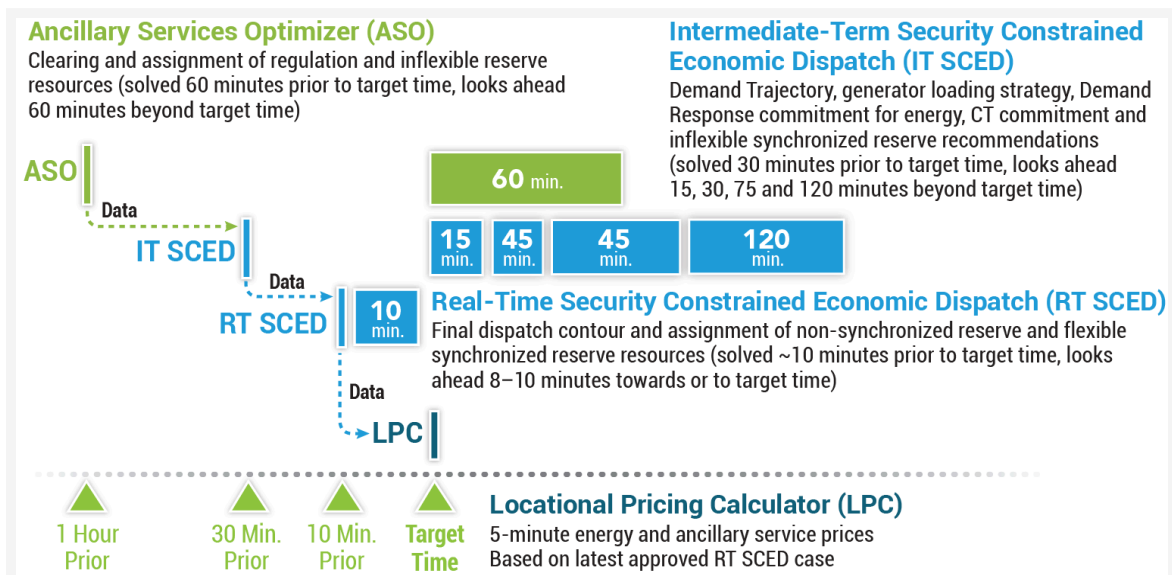 Ancillary Services Optimizer (ASO)
Clearing and assignment of regulation and inflexible reserve
resources (solved 60 minutes prior to target time, looks ahead
60 minutes beyond target time)
Intermediate-Term Security Constrained
Economic Dispatch (IT SCED)
Demand Trajectory, generator loading strategy, Demand
Response commitment for energy, CT commitment and
inflexible synchronized reserve recommendations
(solved 30 minutes prior to target time, looks ahead
15, 30, 75 and 120 minutes beyond target time)
ASO
60 min.
Data
IT SCED
15 min.
45 min.
45 min.
120 min.
Data
RT SCED
10 min.
Real-Time Security Constrained Economic Dispatch (RT SCED)
Final dispatch contour and assignment of non-synchronized reserve and flexible
synchronized reserve resources (solved ~10 minutes prior to target time, looks
ahead 8–10 minutes towards or to target time)
Data
LPC
1 Hour
Prior
30 Min.
Prior
10 Min.
Prior
Target
Time
Locational Pricing Calculator (LPC)
5-minute energy and ancillary service prices
Based on latest approved RT SCED case